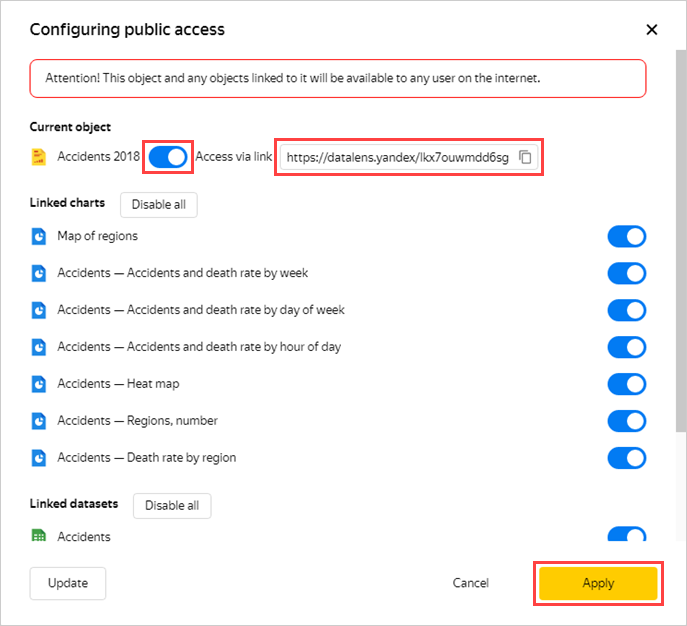 Configuring public access
Attention! This object and any objects linked to it will be available to any user on the internet.
Current object
Accidents 2018 Access via link https://datalens.yandex/lkx7ouwmdd6sg
Linked charts Disable all
Map of regions
Accidents — Accidents and death rate by week
Accidents — Accidents and death rate by day of week
Accidents — Accidents and death rate by hour of day
Accidents — Heat map
Accidents — Regions, number
Accidents — Death rate by region
Linked datasets Disable all
Accidents
Update Cancel Apply